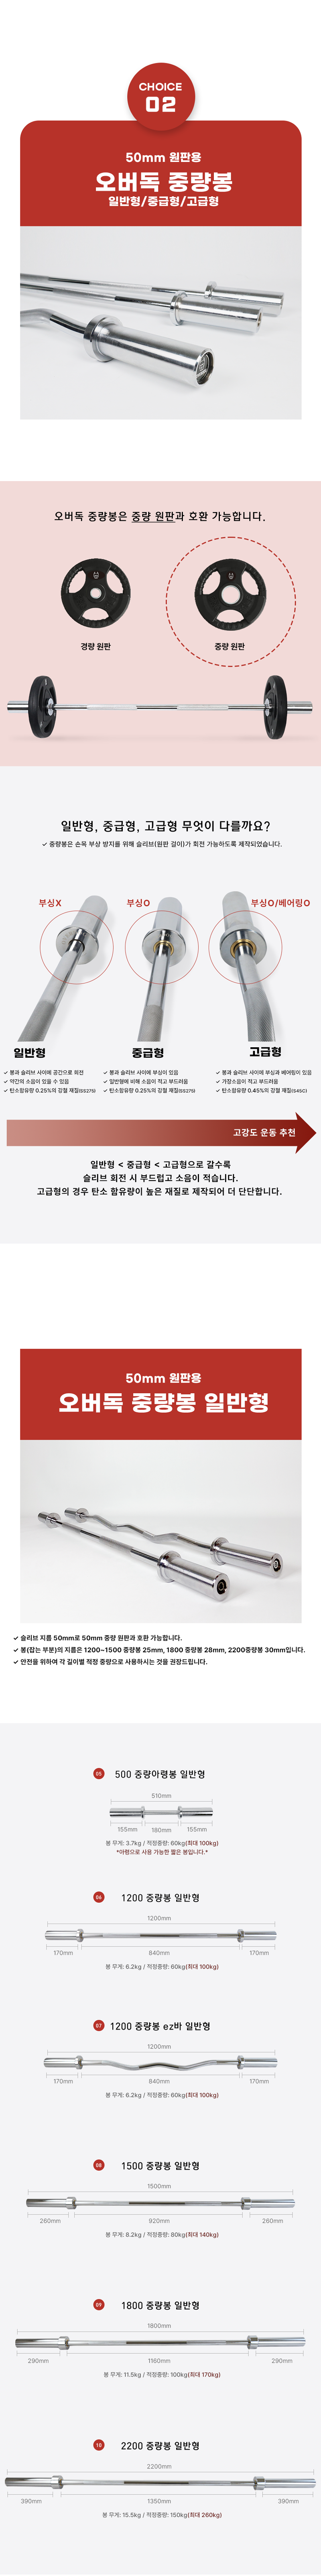 CHOICE
02
50mm 원판용
오버독 중량봉
일반형/중급형/고급형
오버독 중량봉은 중량 원판과 호환 가능합니다.
경량 원판
중량 원판
일반형, 중급형, 고급형 무엇이 다를까요?
✓ 중량봉은 손목 부상 방지를 위해 슬리브(원판 걸이)가 회전 가능하도록 제작되었습니다.
부싱X
부싱O
부싱O/베어링O
일반형
✓ 봉과 슬리브 사이에 공간으로 회전
✓ 약간의 소음이 있을 수 있음
✓ 탄소함유량 0.25%의 강철 재질(SS275)
중급형
✓ 봉과 슬리브 사이에 부싱이 있음
✓ 일반형에 비해 소음이 적고 부드러움
✓ 탄소함유량 0.25%의 강철 재질(SS275)
고급형
✓ 봉과 슬리브 사이에 부싱과 베어링이 있음
✓ 가장소음이 적고 부드러움
✓ 탄소함유량 0.45%의 강철 재질(S45C)
고강도 운동 추천
일반형 < 중급형 < 고급형으로 갈수록
슬리브 회전 시 부드럽고 소음이 적습니다.
고급형의 경우 탄소 함유량이 높은 재질로 제작되어 더 단단합니다.
50mm 원판용
오버독 중량봉 일반형
✓ 슬리브 지름 50mm로 50mm 중량 원판과 호환 가능합니다.
✓ 봉(잡는 부분)의 지름은 1200~1500 중량봉 25mm, 1800 중량봉 28mm, 2200중량봉 30mm입니다.
✓ 안전을 위하여 각 길이별 적정 중량으로 사용하시는 것을 권장드립니다.
05 500 중량아령봉 일반형
510mm
155mm 180mm 155mm
봉 무게: 3.7kg / 적정중량: 60kg(최대 100kg)
*아령으로 사용 가능한 짧은 봉입니다.*
06 1200 중량봉 일반형
1200mm
170mm 840mm 170mm
봉 무게: 6.2kg / 적정중량: 60kg(최대 100kg)
07 1200 중량봉 ez바 일반형
1200mm
170mm 840mm 170mm
봉 무게: 6.2kg / 적정중량: 60kg(최대 100kg)
08 1500 중량봉 일반형
1500mm
260mm 920mm 260mm
봉 무게: 8.2kg / 적정중량: 80kg(최대 140kg)
09 1800 중량봉 일반형
1800mm
290mm 1160mm 290mm
봉 무게: 11.5kg / 적정중량: 100kg(최대 170kg)
10 2200 중량봉 일반형
2200mm
390mm 1350mm 390mm
봉 무게: 15.5kg / 적정중량: 150kg(최대 260kg)